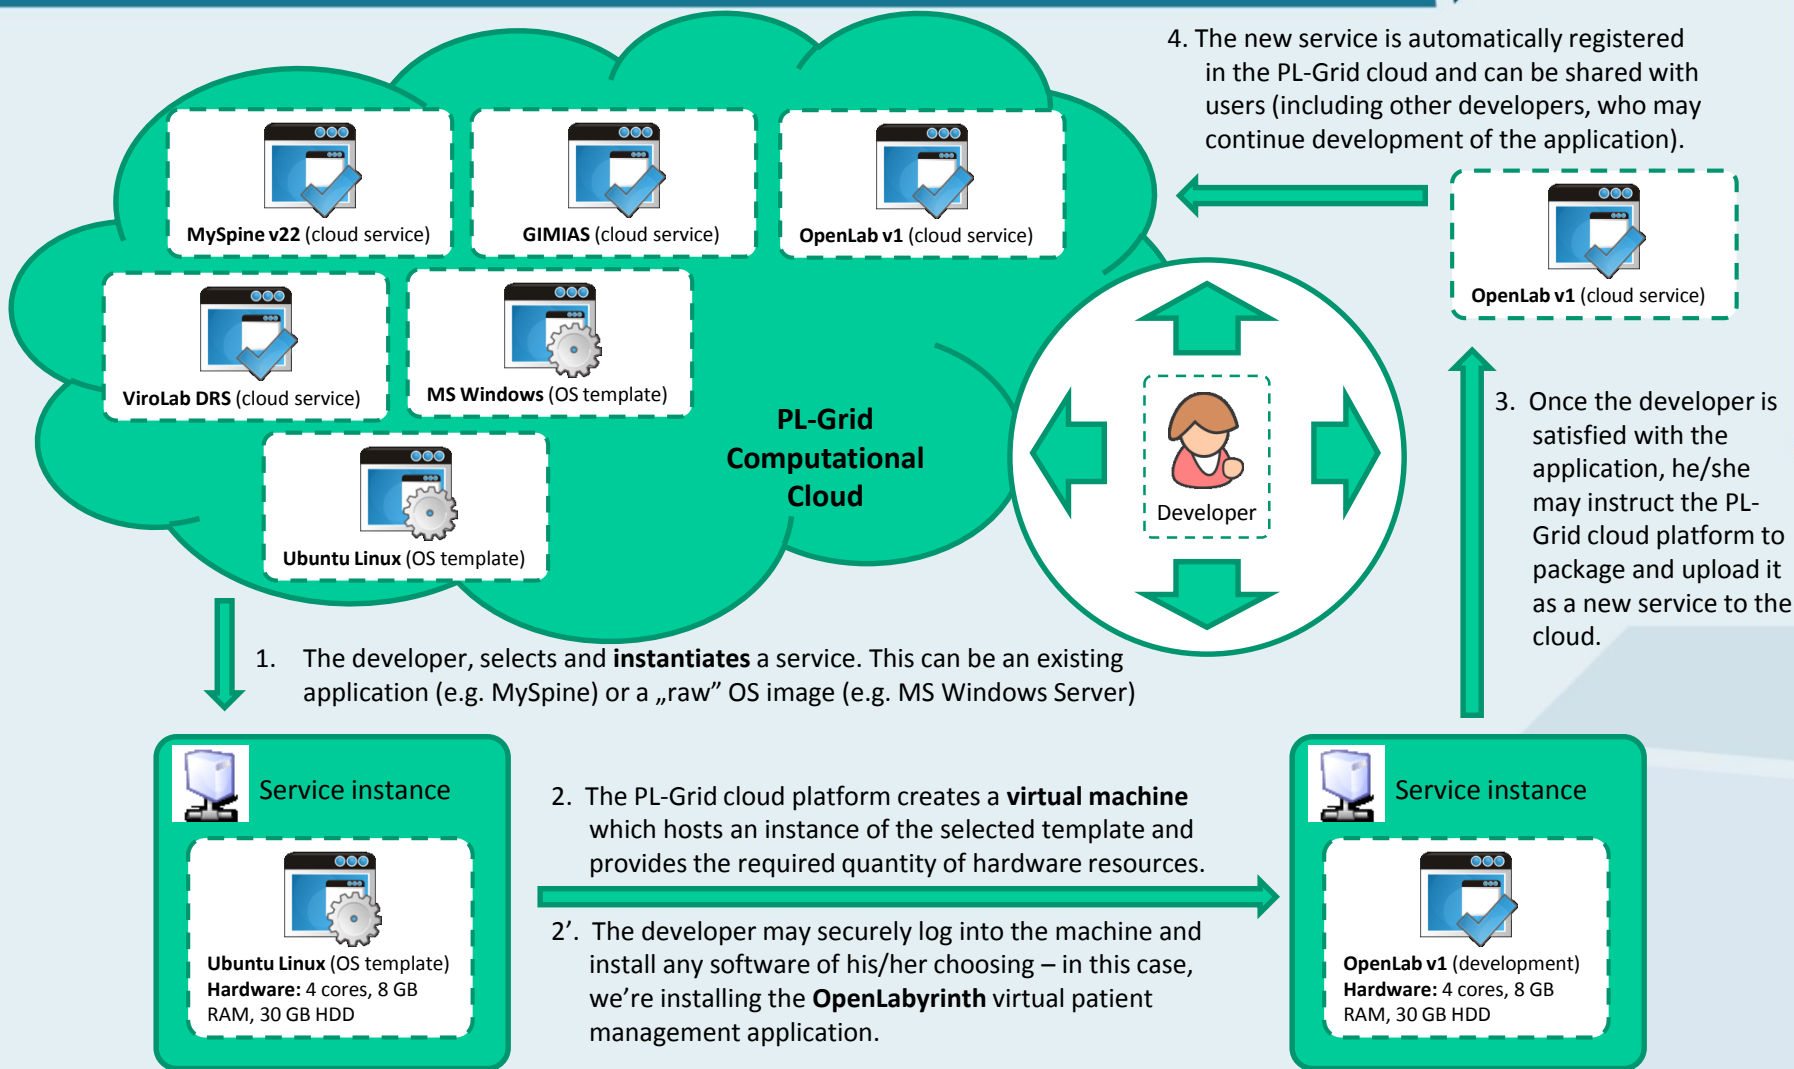 4. The new service is automatically registered
in the PL-Grid cloud and can be shared with
users (including other developers, who may
continue development of the application).
MySpine v22 (cloud service)
GIMIAS (cloud service)
OpenLab v1 (cloud service)
OpenLab v1 (cloud service)
ViroLab DRS (cloud service)
MS Windows (OS template)
Ubuntu Linux (OS template)
PL-Grid
Computational
Cloud
Developer
3. Once the developer is
satisfied with the
application, he/she
may instruct the PL-
Grid cloud platform to
package and upload it
as a new service to the
cloud.
1. The developer, selects and instantiates a service. This can be an existing
application (e.g. MySpine) or a „raw” OS image (e.g. MS Windows Server)
Service instance
Ubuntu Linux (OS template)
Hardware: 4 cores, 8 GB
RAM, 30 GB HDD
2. The PL-Grid cloud platform creates a virtual machine
which hosts an instance of the selected template and
provides the required quantity of hardware resources.
2’. The developer may securely log into the machine and
install any software of his/her choosing – in this case,
we’re installing the OpenLabyrinth virtual patient
management application.
Service instance
OpenLab v1 (development)
Hardware: 4 cores, 8 GB
RAM, 30 GB HDD